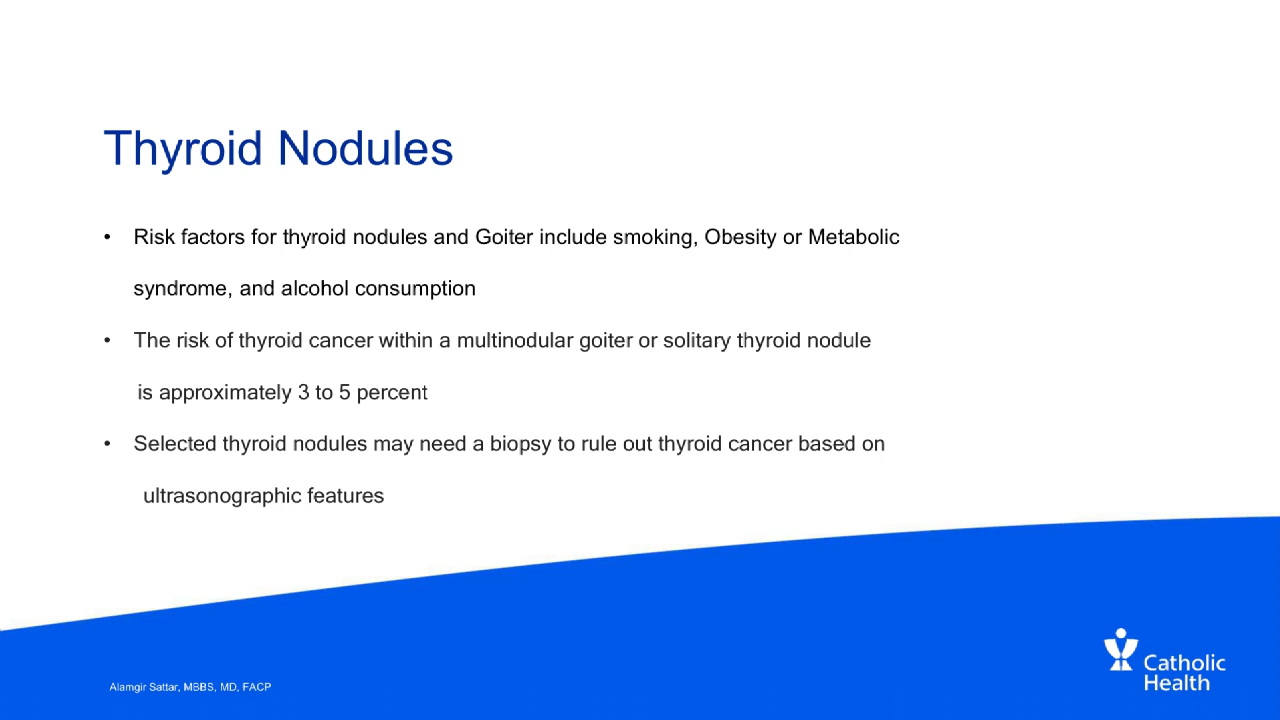 Thyroid Nodules
• Risk factors for thyroid nodules and Goiter include smoking, Obesity or Metabolic
syndrome, and alcohol consumption
• The risk of thyroid cancer within a multinodular goiter or solitary thyroid nodule
is approximately 3 to 5 percent
• Selected thyroid nodules may need a biopsy to rule out thyroid cancer based on
ultrasonographic features
Alamgir Sattar, MBBS, MD, FACP
Catholic
Health